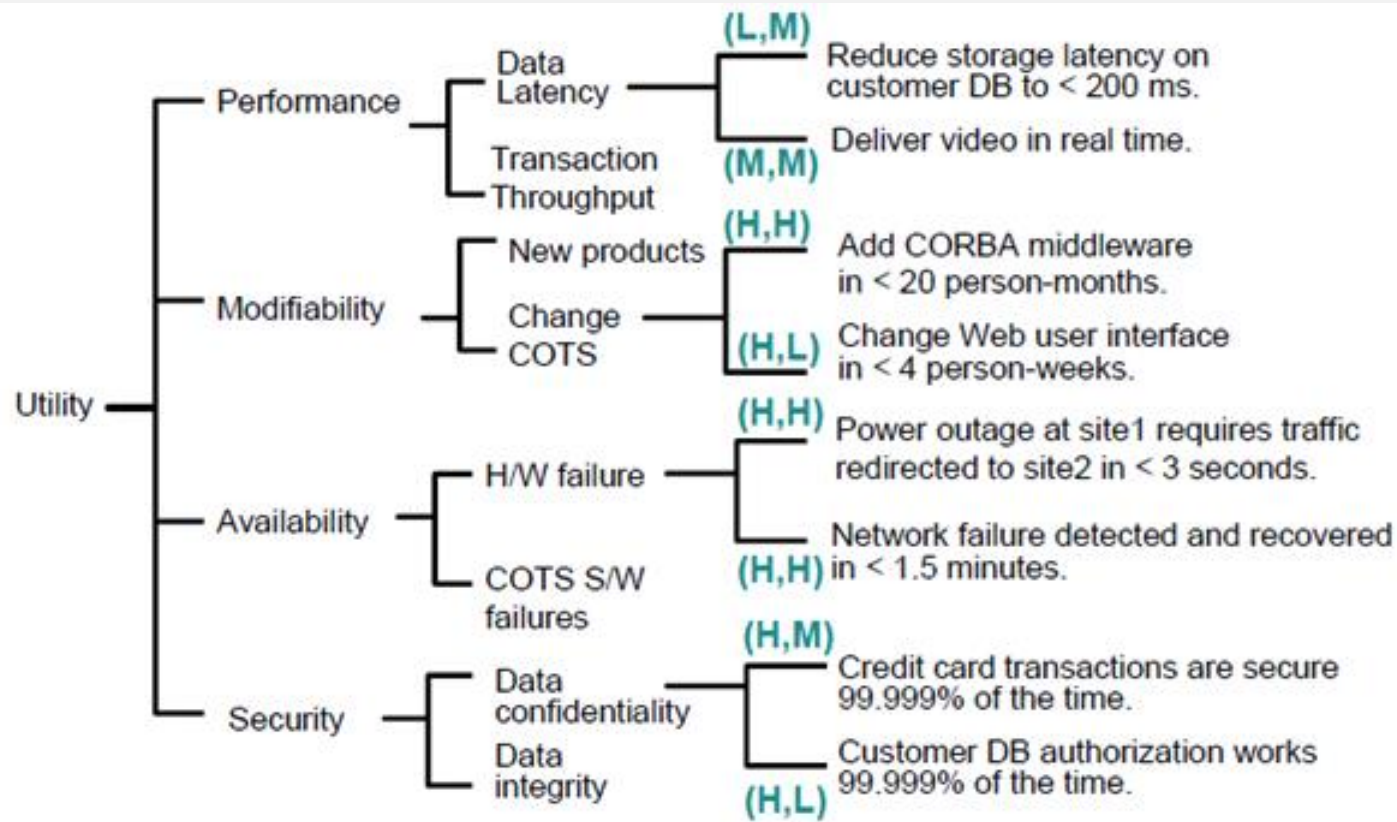 Utility
Performance
Data
Latency
(L,M)
Reduce storage latency on
customer DB to < 200 ms.
(M,M)
Deliver video in real time.
Transaction
Throughput
Modifiability
New products
Change
COTS
(H,H)
Add CORBA middleware
in < 20 person-months.
(H,L)
Change Web user interface
in < 4 person-weeks.
Availability
H/W failure
(H,H)
Power outage at site1 requires traffic
redirected to site2 in < 3 seconds.
(H,H)
Network failure detected and recovered
in < 1.5 minutes.
COTS S/W
failures
Security
Data
confidentiality
(H,M)
Credit card transactions are secure
99.999% of the time.
(H,L)
Customer DB authorization works
99.999% of the time.
Data
integrity